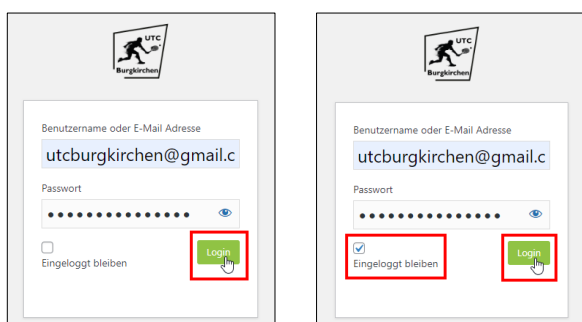 UTC
Burgkirchen
Benutzername oder E-Mail Adresse
utcburgkirchen@gmail.c
Passwort
•••••••••••••••
Login
Eingeloggt bleiben
UTC
Burgkirchen
Benutzername oder E-Mail Adresse
utcburgkirchen@gmail.c
Passwort
•••••••••••••••
Login
Eingeloggt bleiben